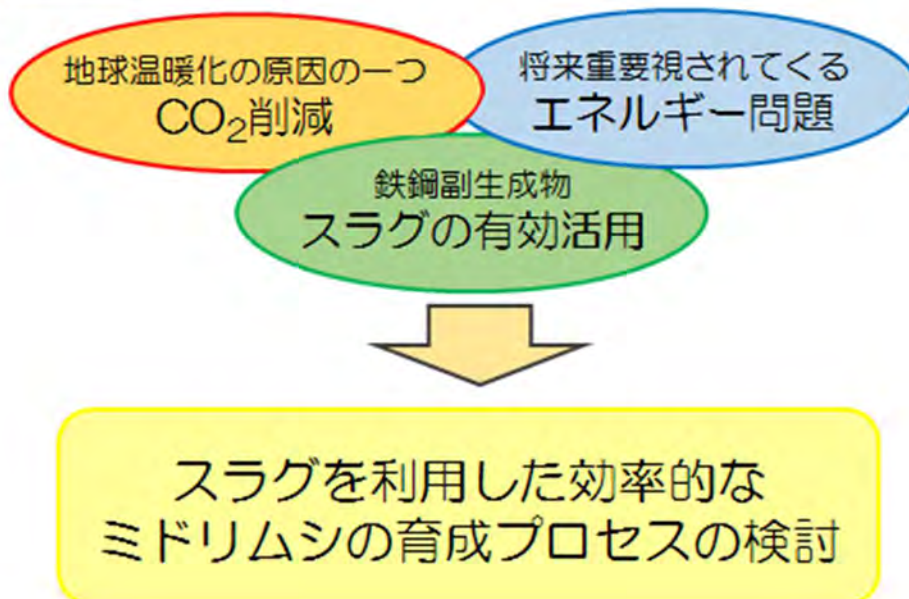 地球温暖化の原因の一つ
CO₂削減
将来重要視されてくる
エネルギー問題
鉄鋼副生成物
スラグの有効活用
スラグを利用した効率的な
ミドリムシの育成プロセスの検討